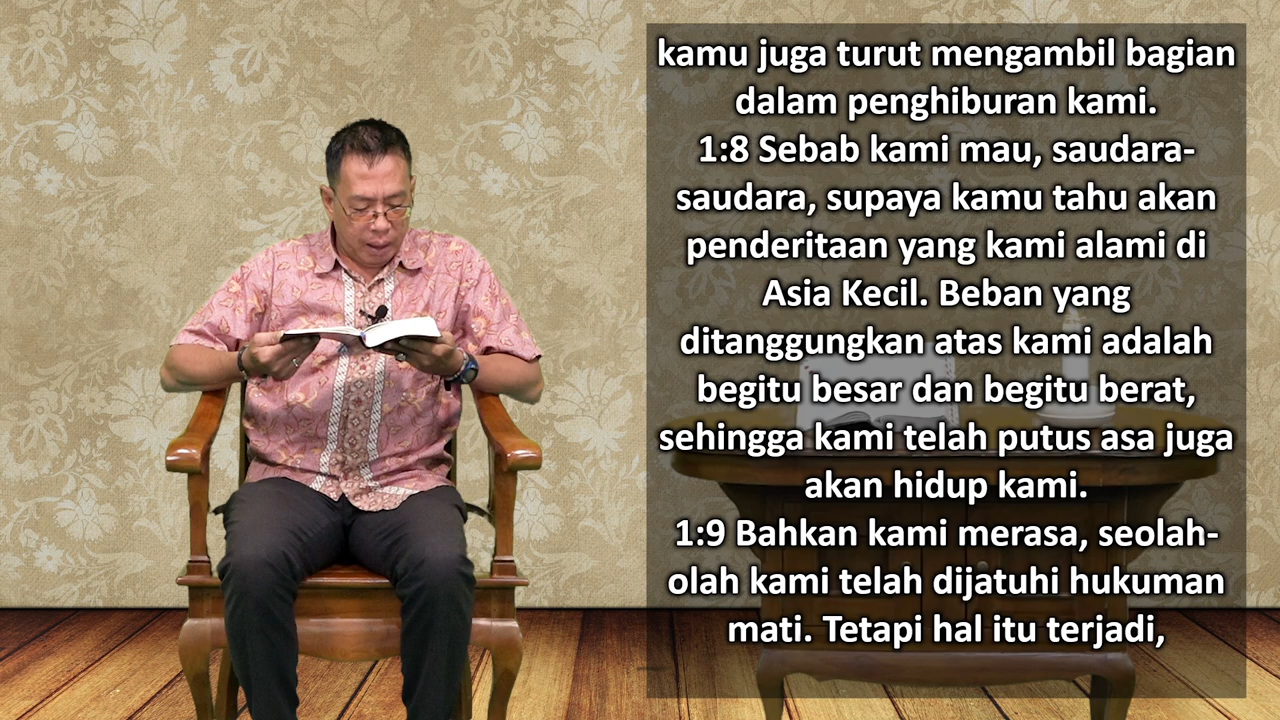 kamu juga turut mengambil bagian
dalam penghiburan kami.
1:8 Sebab kami mau, saudara-
saudara, supaya kamu tahu akan
penderitaan yang kami alami di
Asia Kecil. Beban yang
ditanggungkan atas kami adalah
begitu besar dan begitu berat,
sehingga kami telah putus asa juga
akan hidup kami.
1:9 Bahkan kami merasa, seolah-
olah kami telah dijatuhi hukuman
mati. Tetapi hal itu terjadi,